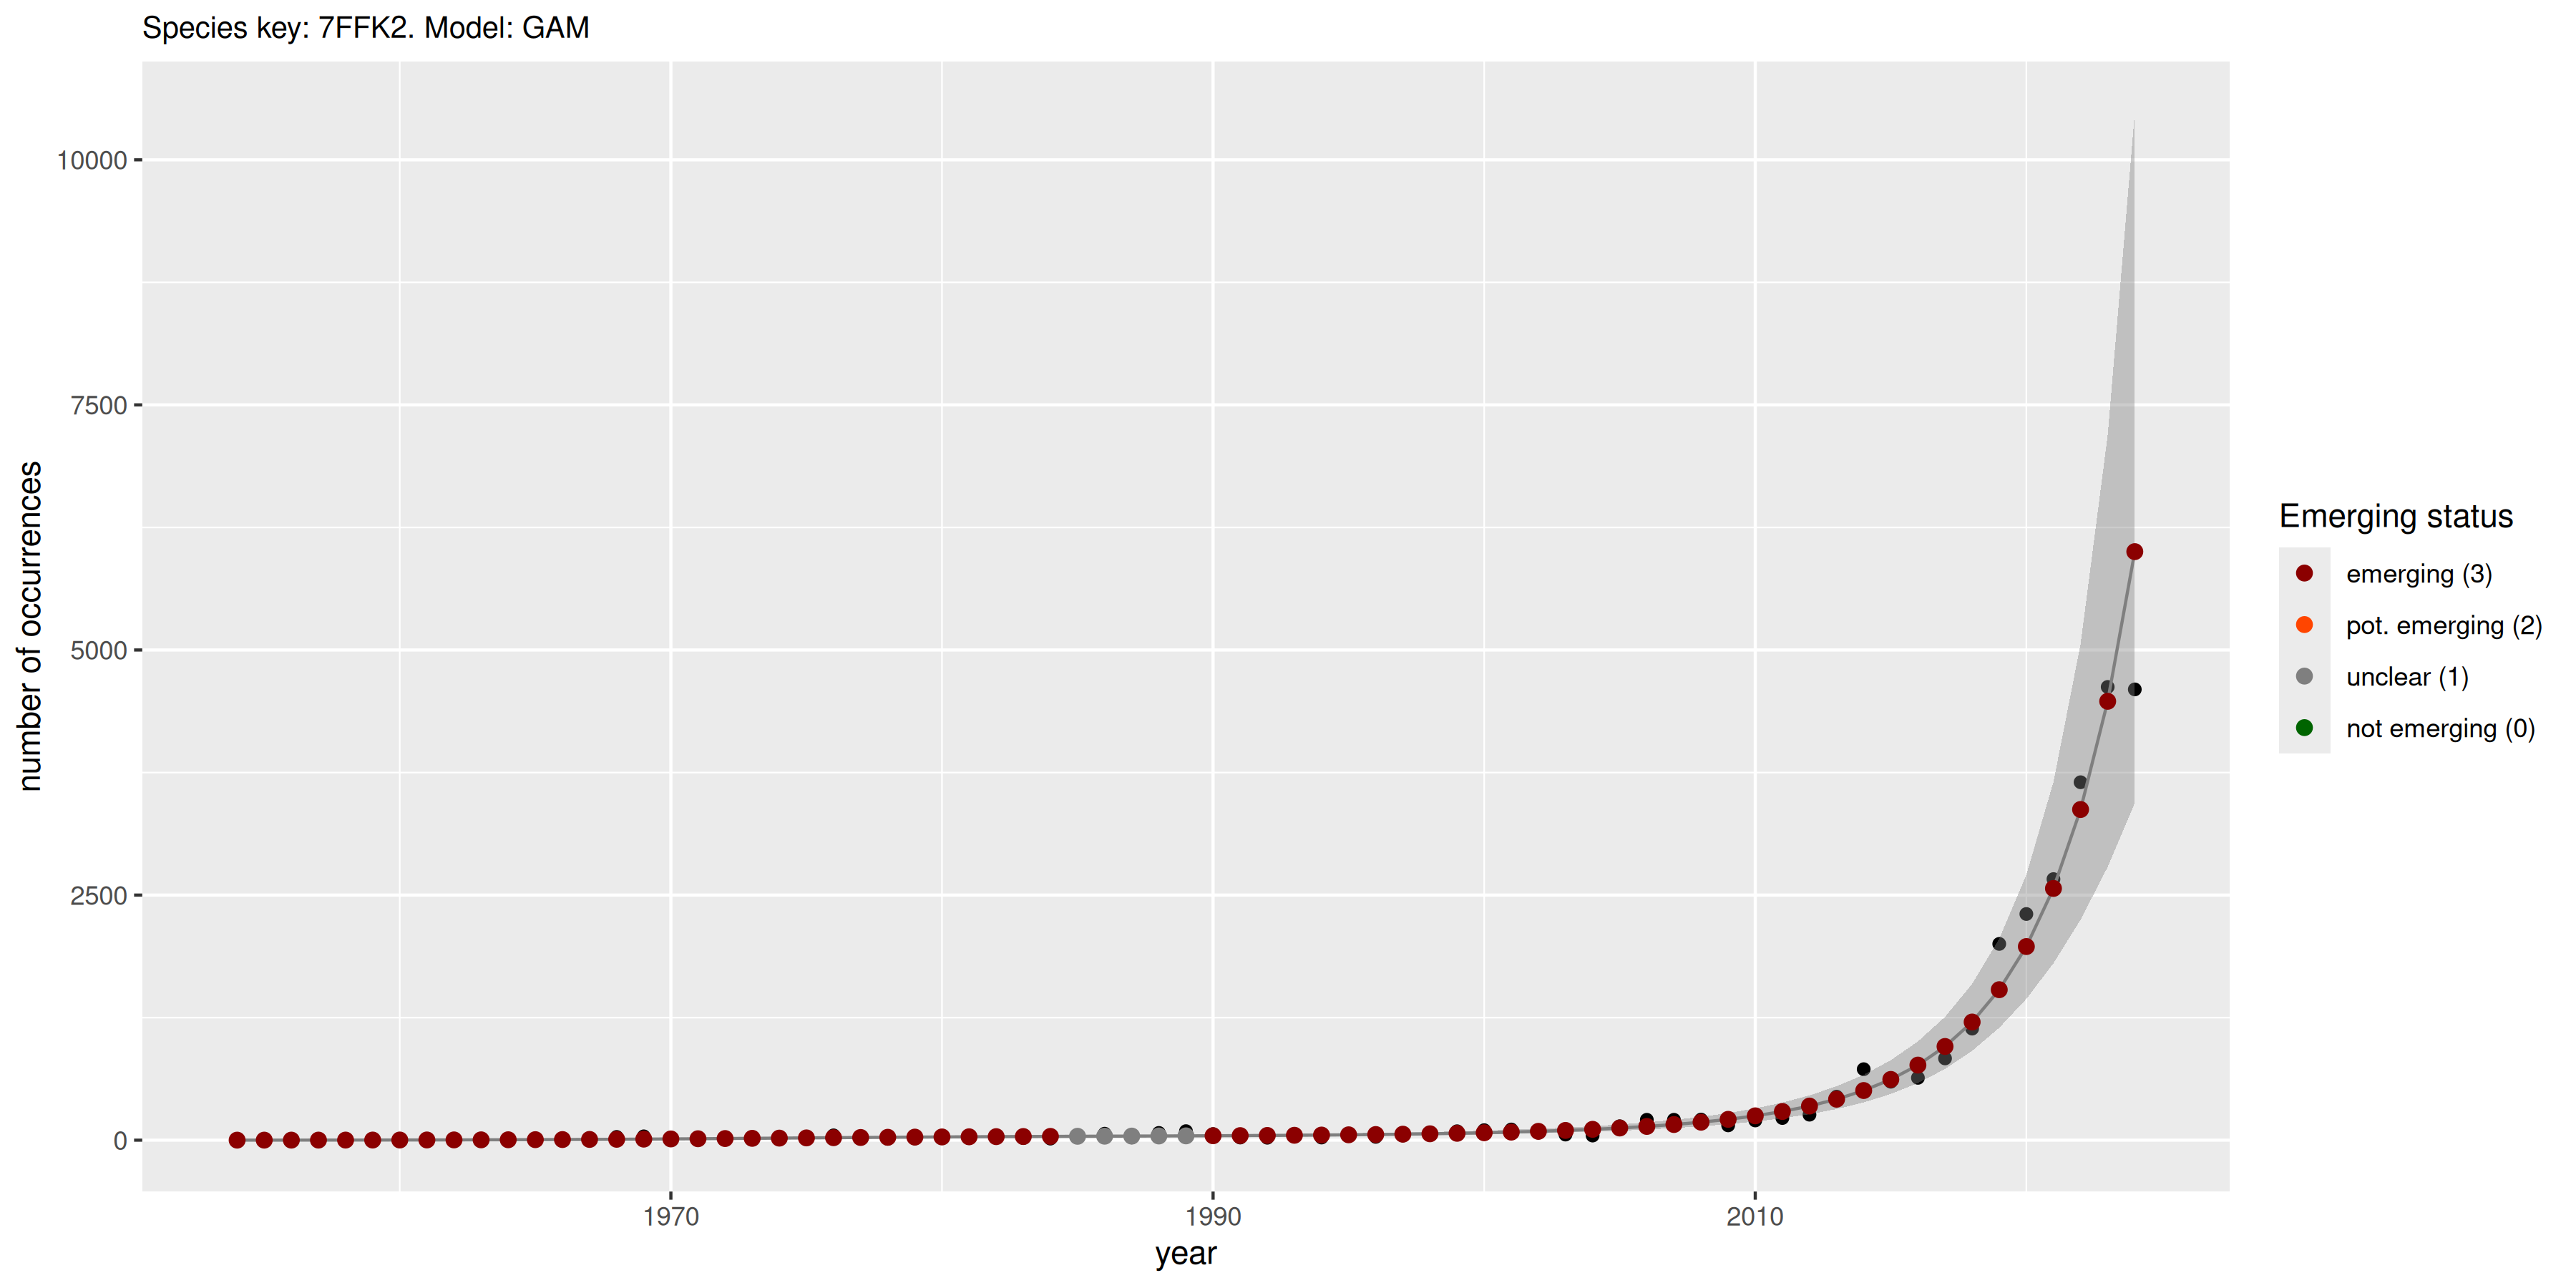 Species key: 7FFK2. Model: GAM
10000
7500
5000
2500
0
number of occurrences
1970
1990
2010
year
Emerging status
emerging (3)
pot. emerging (2)
unclear (1)
not emerging (0)